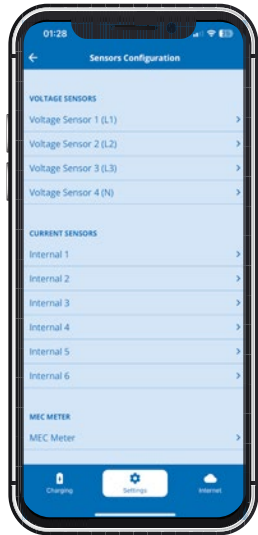 01:28
Sensors Configuration
VOLTAGE SENSORS
Voltage Sensor 1 (L1)
Voltage Sensor 2 (L2)
Voltage Sensor 3 (L3)
Voltage Sensor 4 (N)
CURRENT SENSORS
Internal 1
Internal 2
Internal 3
Internal 4
Internal 5
Internal 6
MEC METER
MEC Meter
Charging Settings Internet